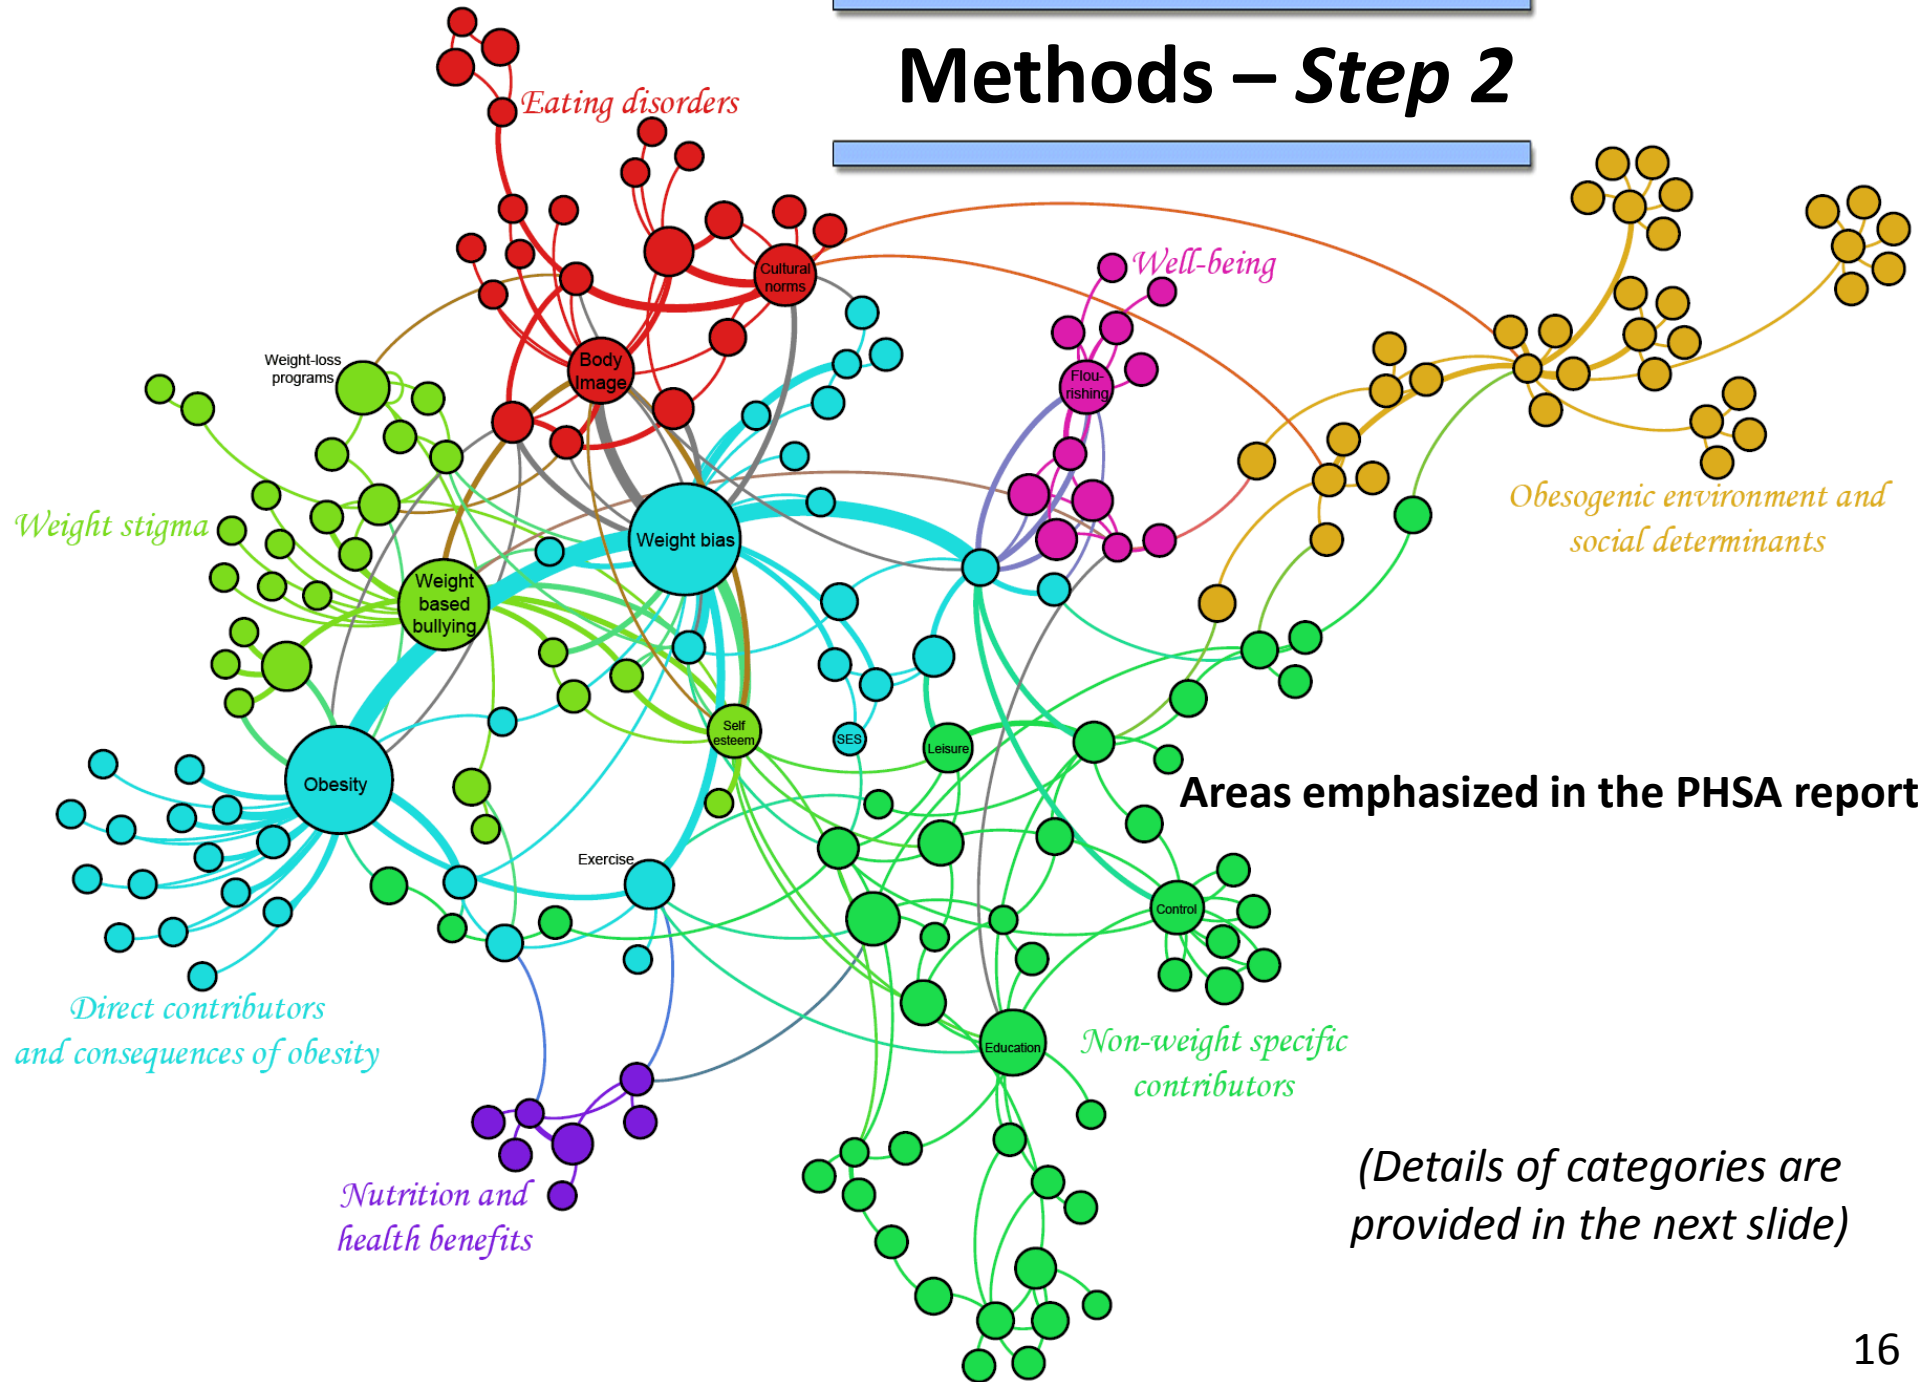 Methods – Step 2
Eating disorders
Well-being
Cultural
norms
Weight-loss
programs
Body
Image
Flou-
rishing
Weight stigma
Obesogenic environment and
social determinants
Weight bias
Weight
based
bullying
Self
esteem
SES
Leisure
Obesity
Areas emphasized in the PHSA report
Exercise
Control
Direct contributors
and consequences of obesity
Education
Non-weight specific
contributors
Nutrition and
health benefits
(Details of categories are
provided in the next slide)
16